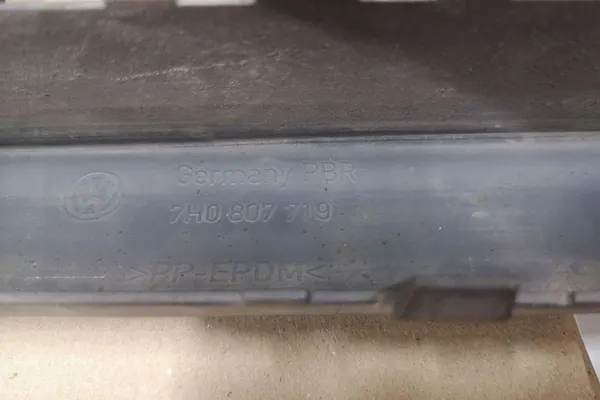 Germany PBR
7H0 807 719
>PP-EPDM<